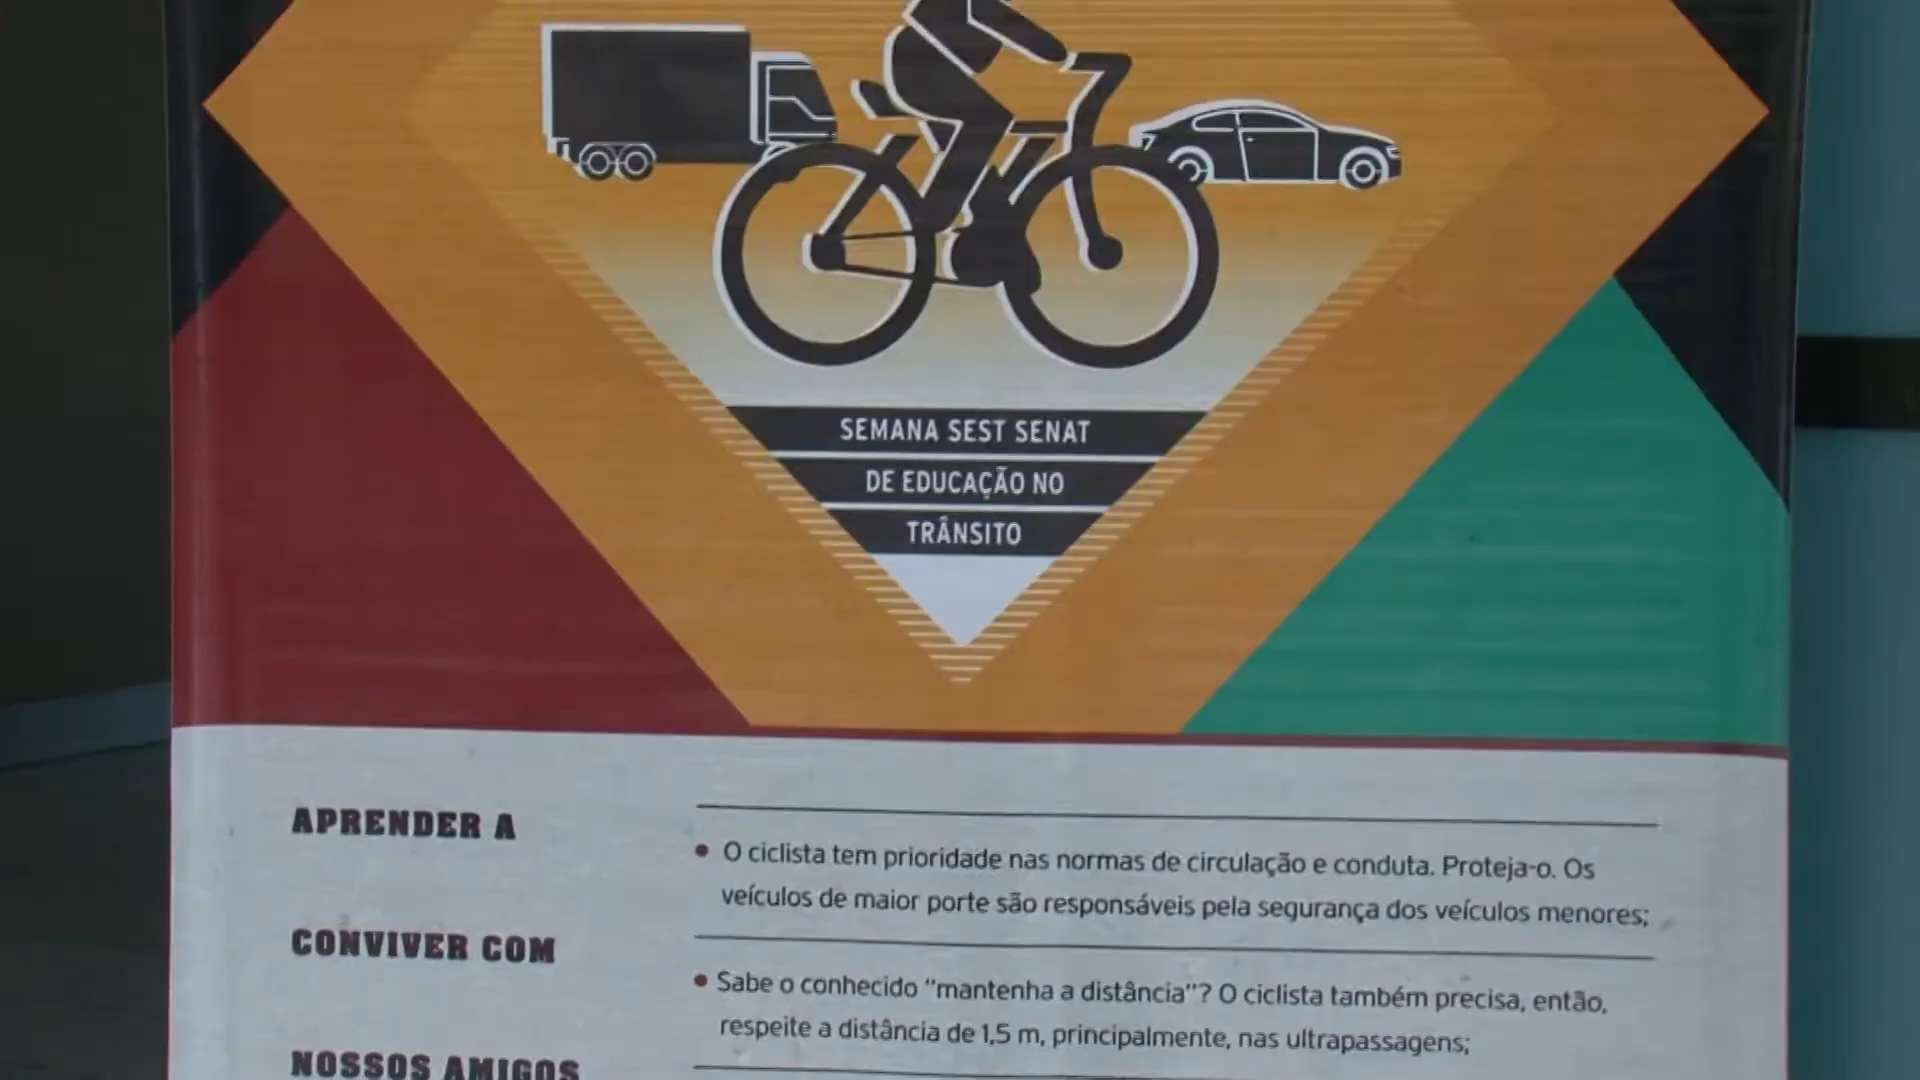 SEMANA SEST SENAT
DE EDUCAÇÃO NO
TRÂNSITO
APRENDER A
CONVIVER COM
NOSSOS AMIGOS
• O ciclista tem prioridade nas normas de circulação e conduta. Proteja-o. Os
veículos de maior porte são responsáveis pela segurança dos veículos menores;
• Sabe o conhecido “mantenha a distância”? O ciclista também precisa, então,
respeite a distância de 1,5 m, principalmente, nas ultrapassagens;